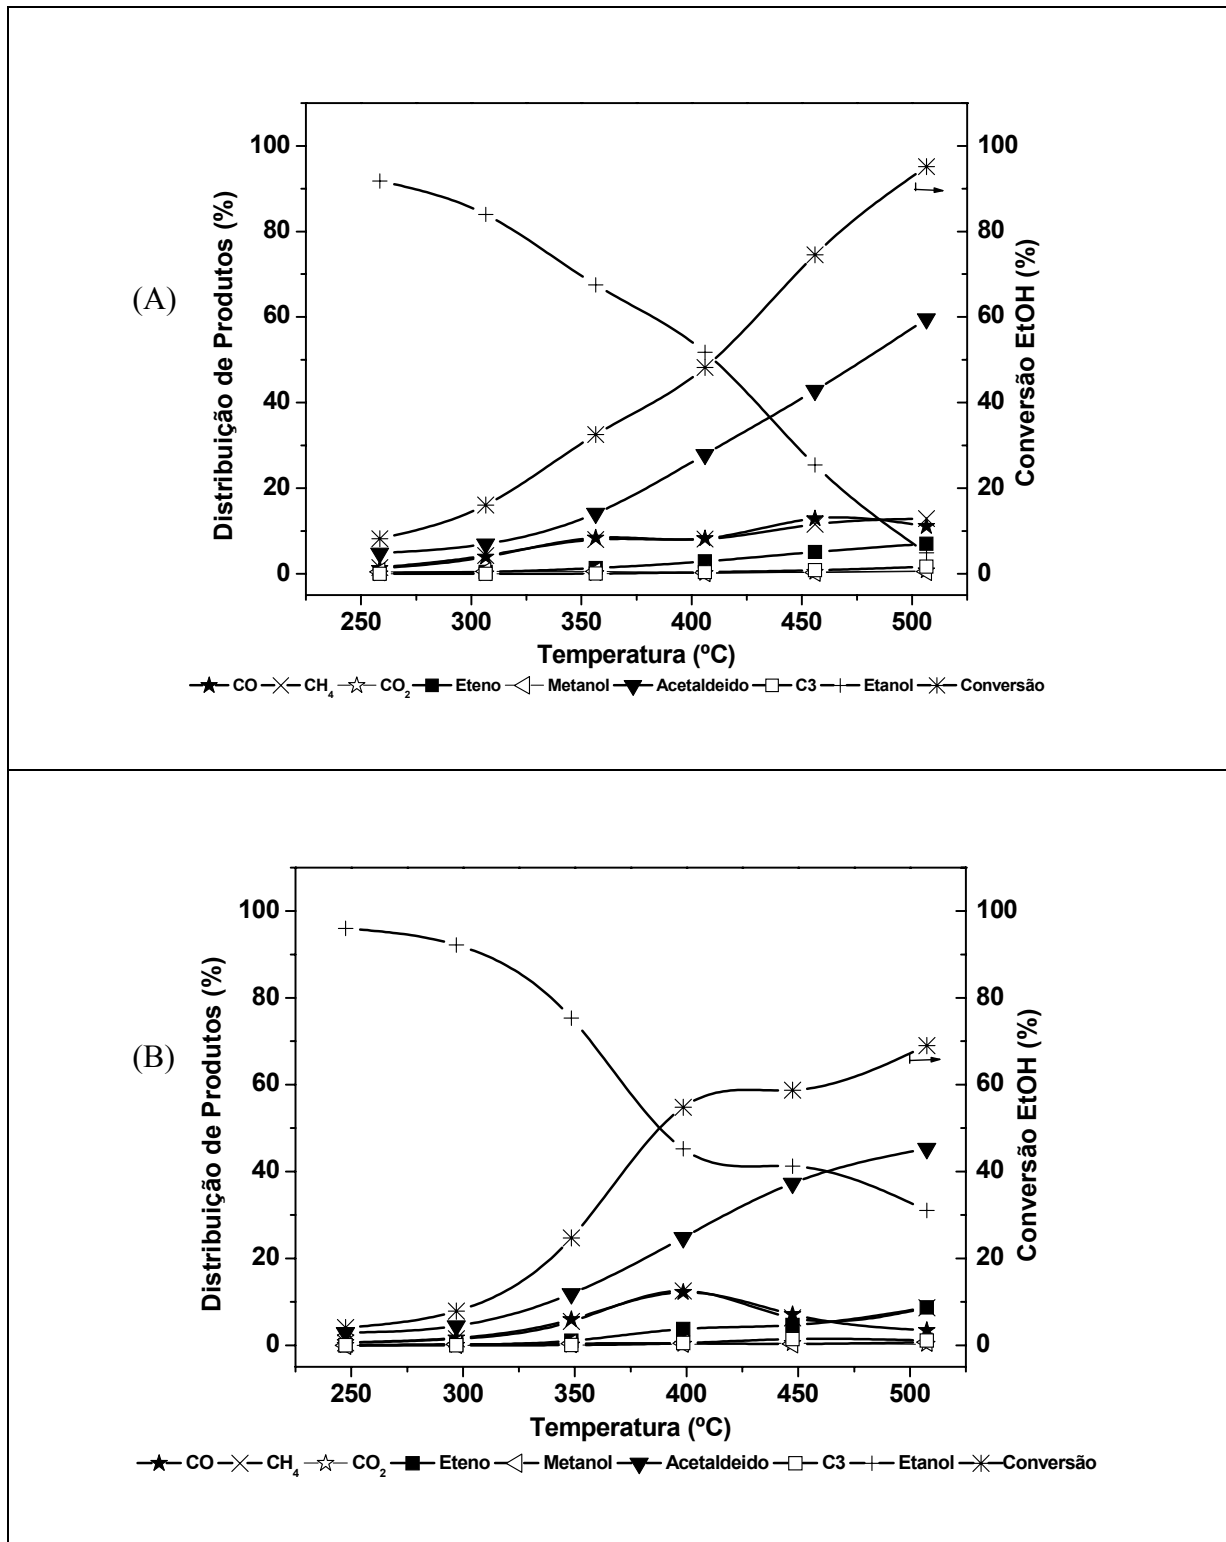 100
80
60
40
20
0
100
80
60
40
20
0
(A)
Distribuição de Produtos (%)
Conversão EtOH (%)
250 300 350 400 450 500
Temperatura (ºC)
CO CH₄ CO₂ Eteno Metanol Acetaldeido C3 Etanol Conversão
100
80
60
40
20
0
100
80
60
40
20
0
(B)
Distribuição de Produtos (%)
Conversão EtOH (%)
250 300 350 400 450 500
Temperatura (ºC)
CO CH₄ CO₂ Eteno Metanol Acetaldeido C3 Etanol Conversão